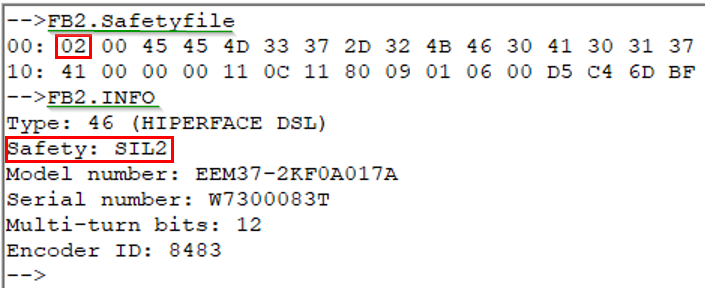 -->FB2.Safetyfile
00: 02 00 45 45 4D 33 37 2D 32 4B 46 30 41 30 31 37
10: 41 00 00 00 11 0C 11 80 09 01 06 00 D5 C4 6D BF
-->FB2.INFO
Type: 46 (HIPERFACE DSL)
Safety: SIL2
Model number: EEM37-2KF0A017A
Serial number: W7300083T
Multi-turn bits: 12
Encoder ID: 8483
-->